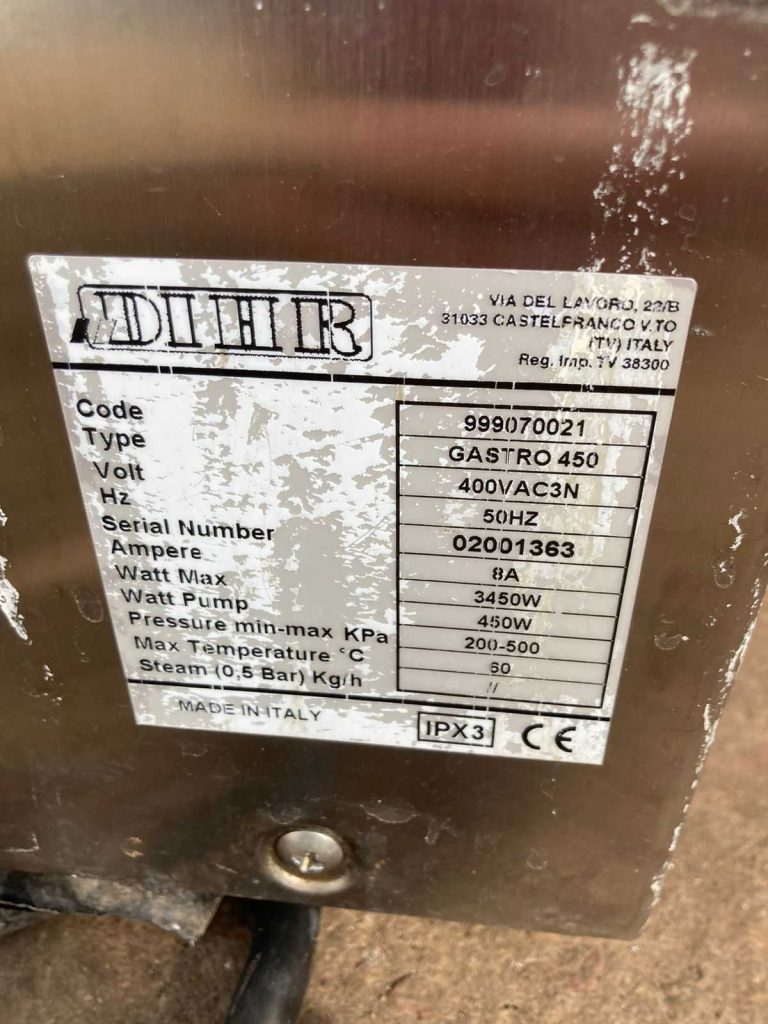 DIHR
VIA DEL LAVORO, 22/B
31033 CASTELFRANCO V.TO
(TV) ITALY
Reg. Imp. TV 38300
Code 999070021
Type GASTRO 450
Volt 400VAC3N
Hz 50HZ
Serial Number 02001363
Ampere 8A
Watt Max 3450W
Watt Pump 450W
Pressure min-max KPa 200-500
Max Temperature °C 60
Steam (0,5 Bar) Kg/h //
MADE IN ITALY IPX3 CE